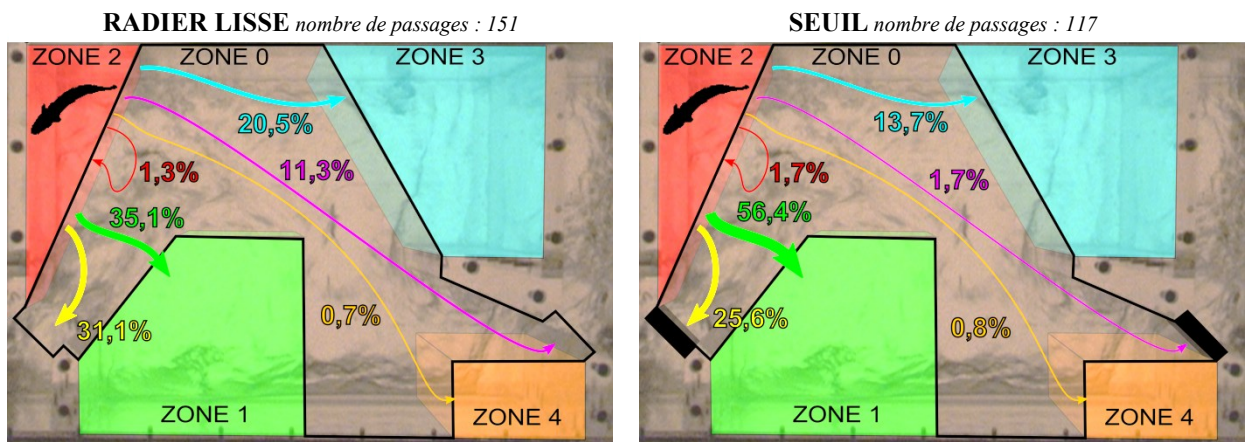 RADIER LISSE nombre de passages : 151
ZONE 2 ZONE 0 ZONE 3
20,5%
1,3% 11,3%
35,1%
31,1% 0,7%
ZONE 1 ZONE 4
SEUIL nombre de passages : 117
ZONE 2 ZONE 0 ZONE 3
13,7%
1,7% 1,7%
56,4%
25,6% 0,8%
ZONE 1 ZONE 4